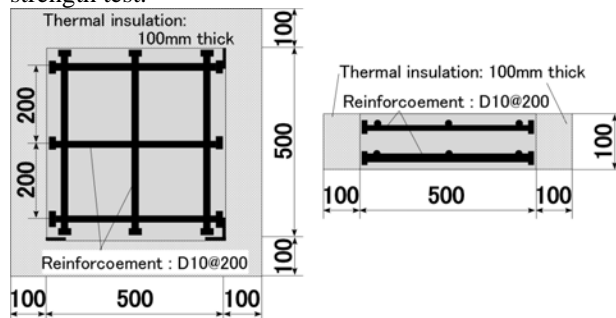 strength test.
Thermal insulation:
100mm thick
100
200
200
500
Reinforcoement : D10@200
100
100
500
100
Thermal insulation: 100mm thick
Reinforcoement : D10@200
100
100
500
100